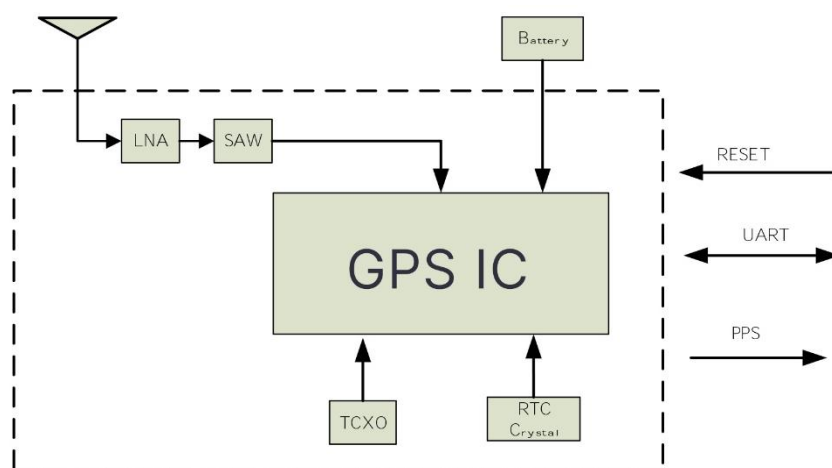 Battery
LNA
SAW
RESET
GPS IC
UART
PPS
TCXO
RTC
Crystal